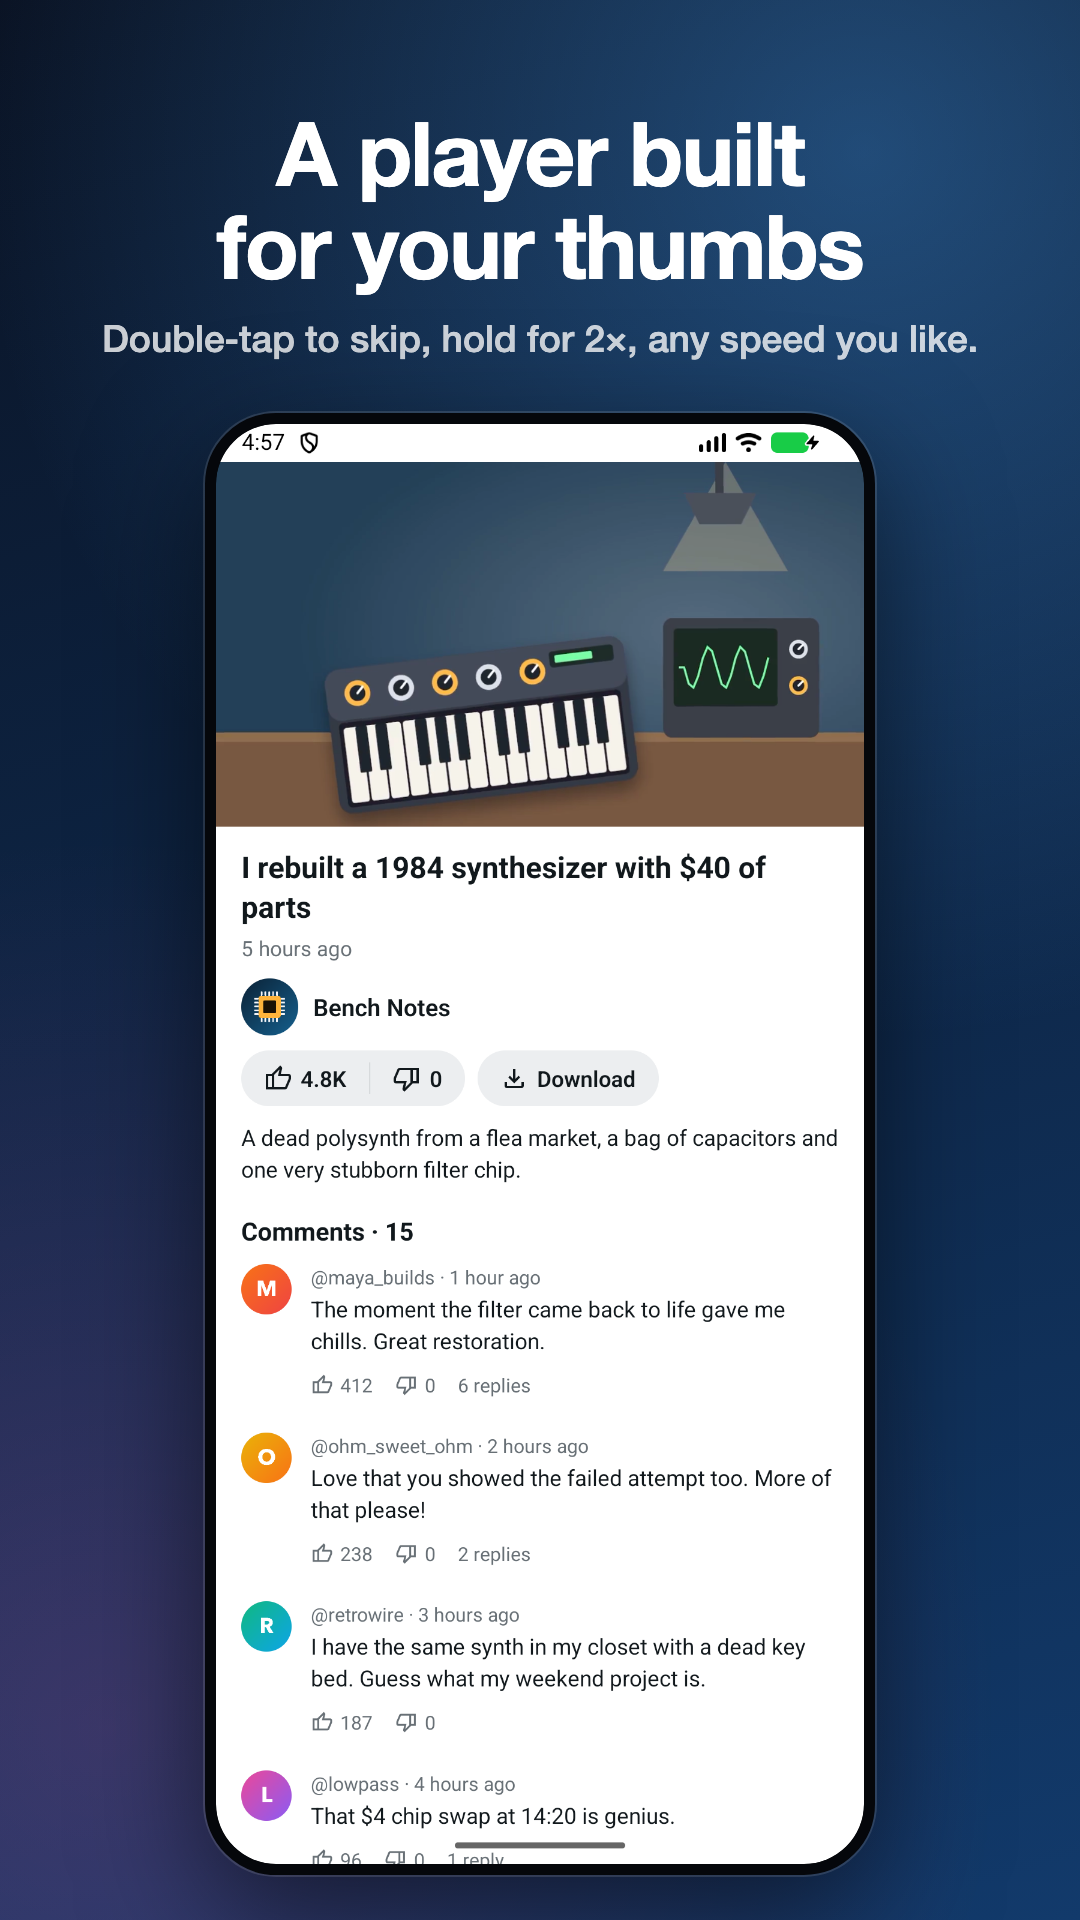 A player built
for your thumbs
Double-tap to skip, hold for 2×, any speed you like.
4:57
I rebuilt a 1984 synthesizer with $40 of
parts
5 hours ago
Bench Notes
4.8K 0 Download
A dead polysynth from a flea market, a bag of capacitors and
one very stubborn filter chip.
Comments · 15
M
@maya_builds · 1 hour ago
The moment the filter came back to life gave me
chills. Great restoration.
412 0 6 replies
O
@ohm_sweet_ohm · 2 hours ago
Love that you showed the failed attempt too. More of
that please!
238 0 2 replies
R
@retrowire · 3 hours ago
I have the same synth in my closet with a dead key
bed. Guess what my weekend project is.
187 0
L
@lowpass · 4 hours ago
That $4 chip swap at 14:20 is genius.
96 0 1 reply